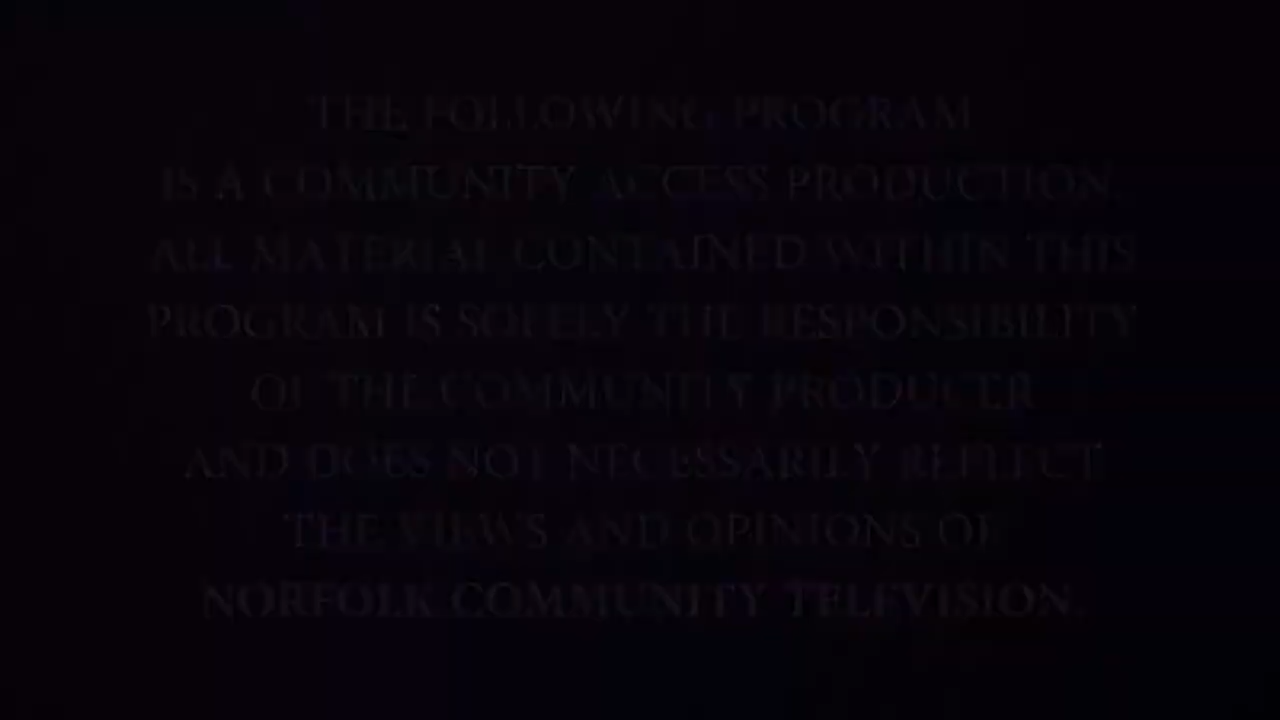 THE FOLLOWING PROGRAM
IS A COMMUNITY ACCESS PRODUCTION.
ALL MATERIAL CONTAINED WITHIN THIS
PROGRAM IS SOLELY THE RESPONSIBILITY
OF THE COMMUNITY PRODUCER
AND DOES NOT NECESSARILY REFLECT
THE VIEWS AND OPINIONS OF
NORFOLK COMMUNITY TELEVISION.